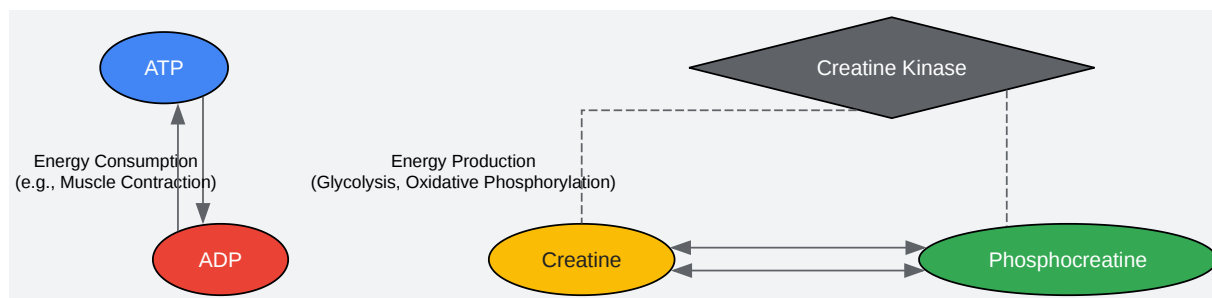 ATP
Creatine Kinase
Energy Consumption
(e.g., Muscle Contraction)
Energy Production
(Glycolysis, Oxidative Phosphorylation)
ADP
Creatine
Phosphocreatine